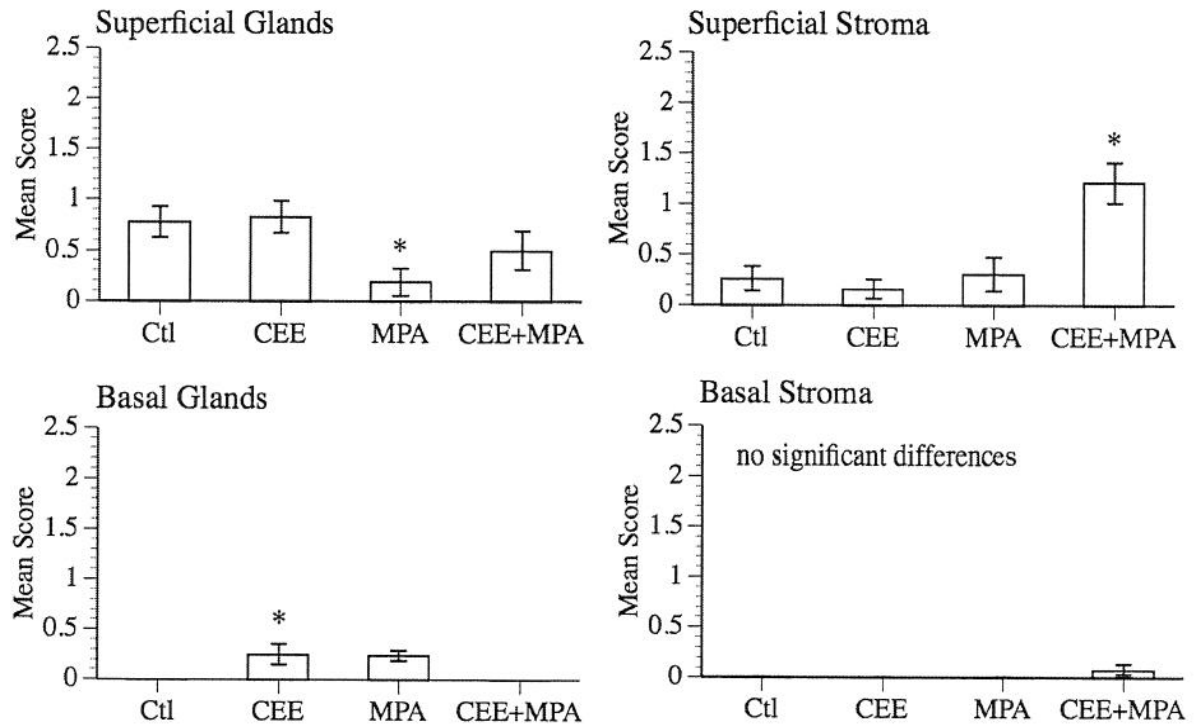 Superficial Glands
Mean Score
2.5
2
1.5
1
0.5
0
*
Ctl
CEE
MPA
CEE+MPA
Superficial Stroma
Mean Score
2.5
2
1.5
1
0.5
0
*
Ctl
CEE
MPA
CEE+MPA
Basal Glands
Mean Score
2.5
2
1.5
1
0.5
0
*
Ctl
CEE
MPA
CEE+MPA
Basal Stroma
no significant differences
Mean Score
2.5
2
1.5
1
0.5
0
Ctl
CEE
MPA
CEE+MPA